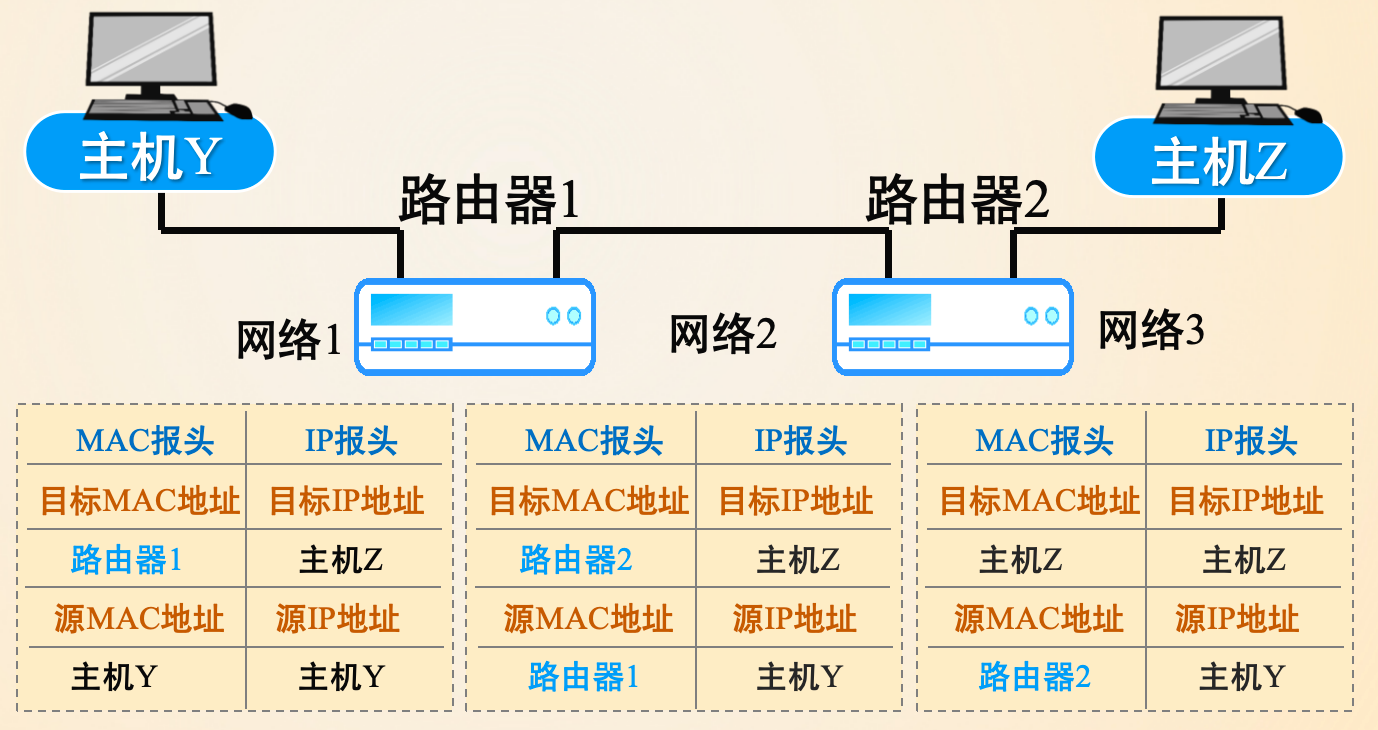 主机Y
主机Z
路由器1
路由器2
网络1
网络2
网络3
MAC报头 IP报头
目标MAC地址 目标IP地址
路由器1 主机Z
源MAC地址 源IP地址
主机Y 主机Y
MAC报头 IP报头
目标MAC地址 目标IP地址
路由器2 主机Z
源MAC地址 源IP地址
路由器1 主机Y
MAC报头 IP报头
目标MAC地址 目标IP地址
主机Z 主机Z
源MAC地址 源IP地址
路由器2 主机Y